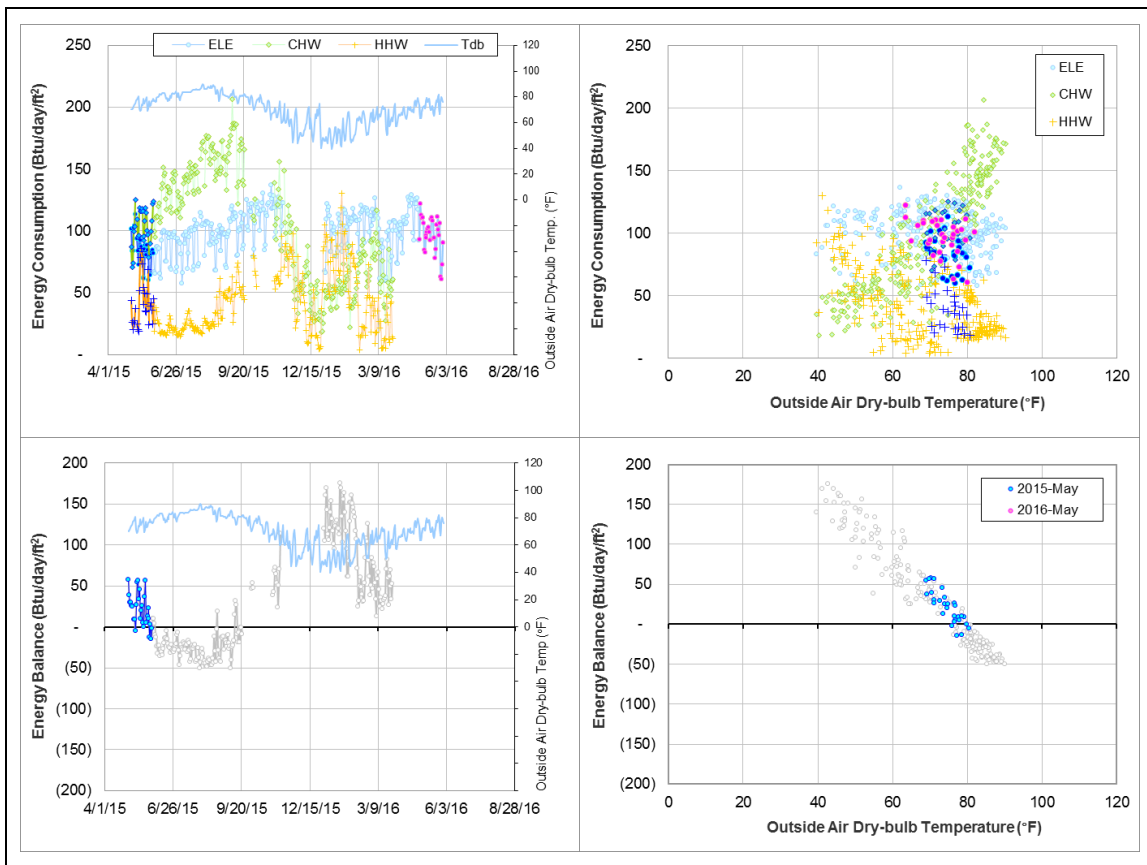 ELE CHW HHW Tdb
Energy Consumption (Btu/day/ft²)
250
200
150
100
50
-
120
100
80
60
40
20
0
Outside Air Dry-bulb Temp. (°F)
4/1/15 6/26/15 9/20/15 12/15/15 3/9/16 6/3/16 8/28/16
Energy Consumption (Btu/day/ft²)
250
200
150
100
50
-
ELE
CHW
HHW
0 20 40 60 80 100 120
Outside Air Dry-bulb Temperature (°F)
Energy Balance (Btu/day/ft²)
200
150
100
50
-
(50)
(100)
(150)
(200)
120
100
80
60
40
20
0
Outside Air Dry-bulb Temp (°F)
4/1/15 6/26/15 9/20/15 12/15/15 3/9/16 6/3/16 8/28/16
Energy Balance (Btu/day/ft²)
200
150
100
50
-
(50)
(100)
(150)
(200)
2015-May
2016-May
0 20 40 60 80 100 120
Outside Air Dry-bulb Temperature (°F)